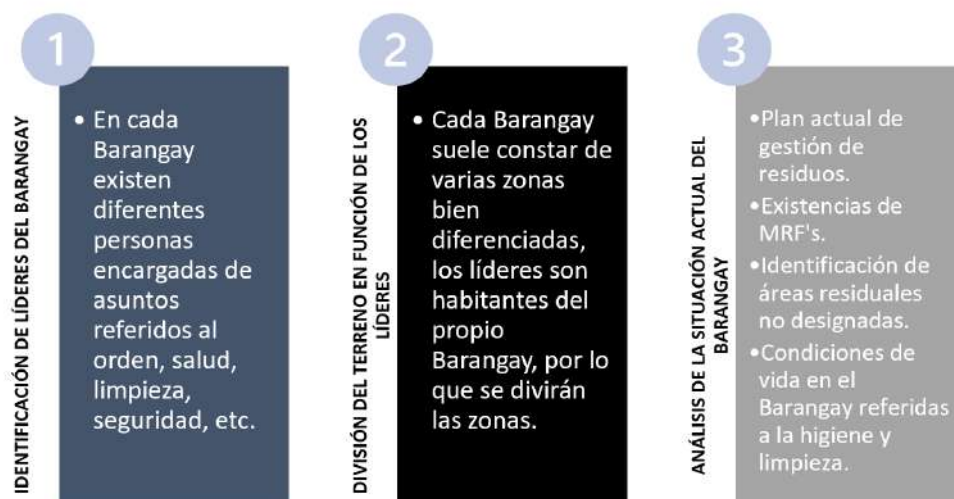 1
IDENTIFICACIÓN DE LÍDERES DEL BARANGAY
• En cada
Barangay
existen
diferentes
personas
encargadas de
asuntos
referidos al
orden, salud,
limpieza,
seguridad, etc.
2
DIVISIÓN DEL TERRENO EN FUNCIÓN DE LOS
LÍDERES
• Cada Barangay
suele constar de
varias zonas
bien
diferenciadas,
los líderes son
habitantes del
propio
Barangay, por lo
que se divirán
las zonas.
3
ANÁLISIS DE LA SITUACIÓN ACTUAL DEL
BARANGAY
•Plan actual de
gestión de
residuos.
•Existencias de
MRF's.
•Identificación de
áreas residuales
no designadas.
•Condiciones de
vida en el
Barangay referidas
a la higiene y
limpieza.